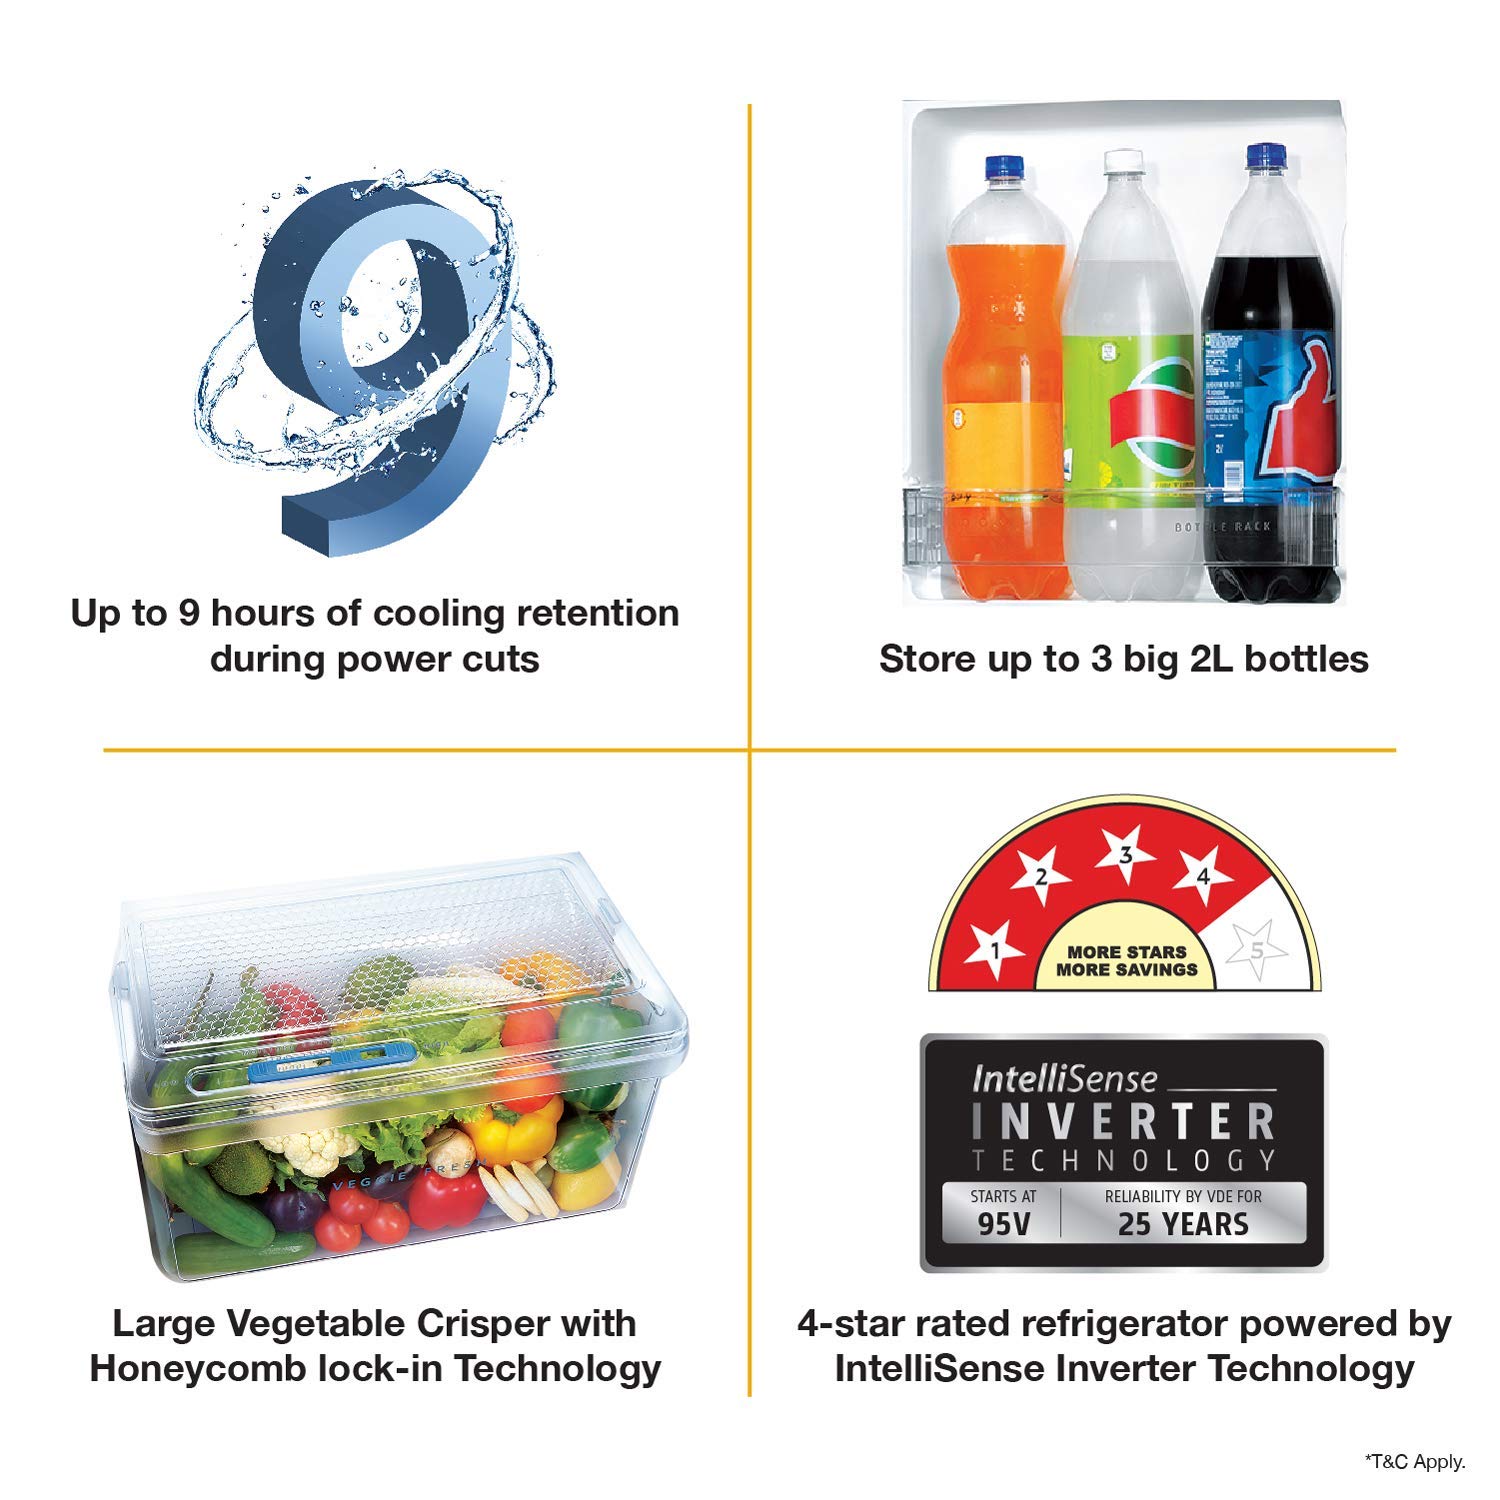 9
Up to 9 hours of cooling retention
during power cuts
BOTTLE RACK
Store up to 3 big 2L bottles
VEGGIE FRESH
Large Vegetable Crisper with
Honeycomb lock-in Technology
1 2 3 4 5
MORE STARS
MORE SAVINGS
IntelliSense
INVERTER
TECHNOLOGY
STARTS AT
95V
RELIABILITY BY VDE FOR
25 YEARS
4-star rated refrigerator powered by
IntelliSense Inverter Technology
*T&C Apply.